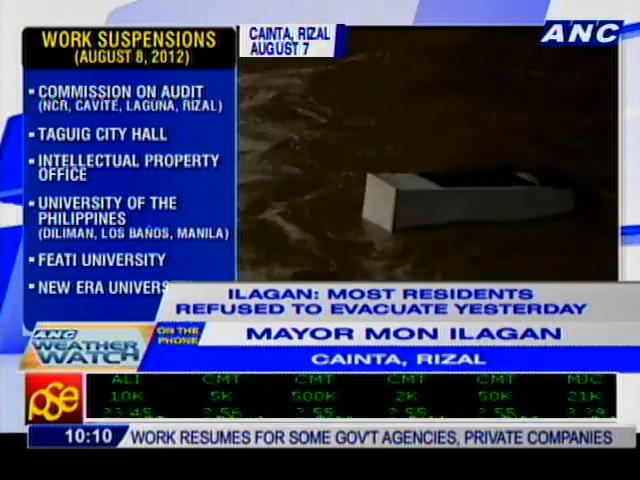 WORK SUSPENSIONS
(AUGUST 8, 2012)
COMMISSION ON AUDIT
(NCR, CAVITE, LAGUNA, RIZAL)
TAGUIG CITY HALL
INTELLECTUAL PROPERTY
OFFICE
UNIVERSITY OF THE
PHILIPPINES
(DILIMAN, LOS BAÑOS, MANILA)
FEATI UNIVERSITY
NEW ERA
CAINTA, RIZAL
AUGUST 7
ANC
ILAGAN: MOST RESIDENTS
REFUSED TO EVACUATE YESTERDAY
ANC
WEATHER
WATCH
ON THE
PHONE
MAYOR MON ILAGAN
CAINTA, RIZAL
pse
ALI CMT CMT CMT CMT MJC
10K 5K 500K 2K 50K 21K
10:10 WORK RESUMES FOR SOME GOV'T AGENCIES, PRIVATE COMPANIES